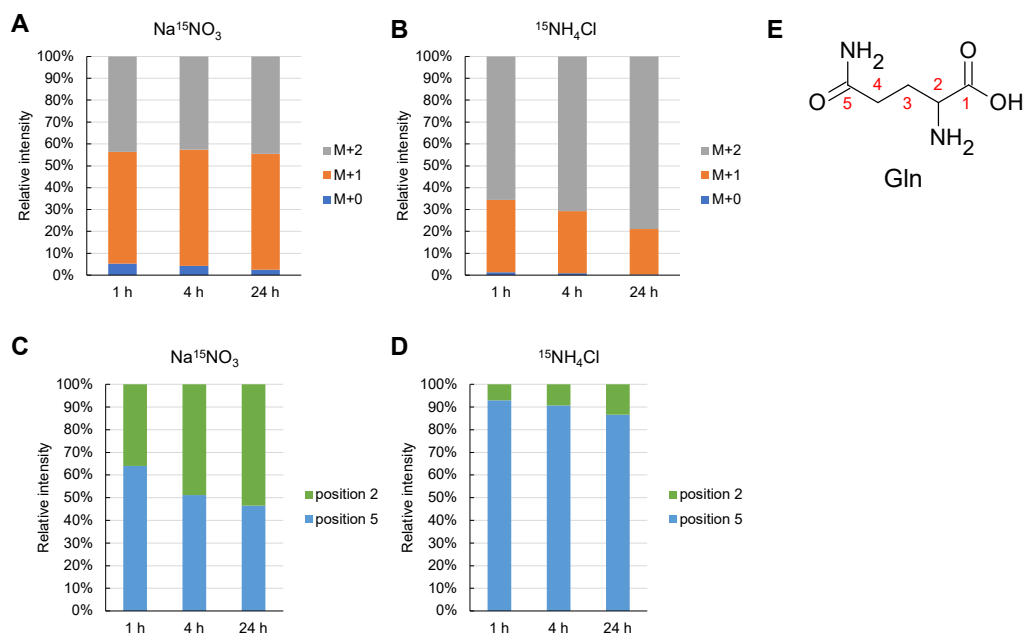 A
Na¹⁵NO₃
Relative intensity
100%
90%
80%
70%
60%
50%
40%
30%
20%
10%
0%
1 h 4 h 24 h
M+2
M+1
M+0
B
¹⁵NH₄Cl
Relative intensity
100%
90%
80%
70%
60%
50%
40%
30%
20%
10%
0%
1 h 4 h 24 h
M+2
M+1
M+0
E
NH₂ O
4 2
O 5 3 1 OH
NH₂
Gln
C
Na¹⁵NO₃
Relative intensity
100%
90%
80%
70%
60%
50%
40%
30%
20%
10%
0%
1 h 4 h 24 h
position 2
position 5
D
¹⁵NH₄Cl
Relative intensity
100%
90%
80%
70%
60%
50%
40%
30%
20%
10%
0%
1 h 4 h 24 h
position 2
position 5